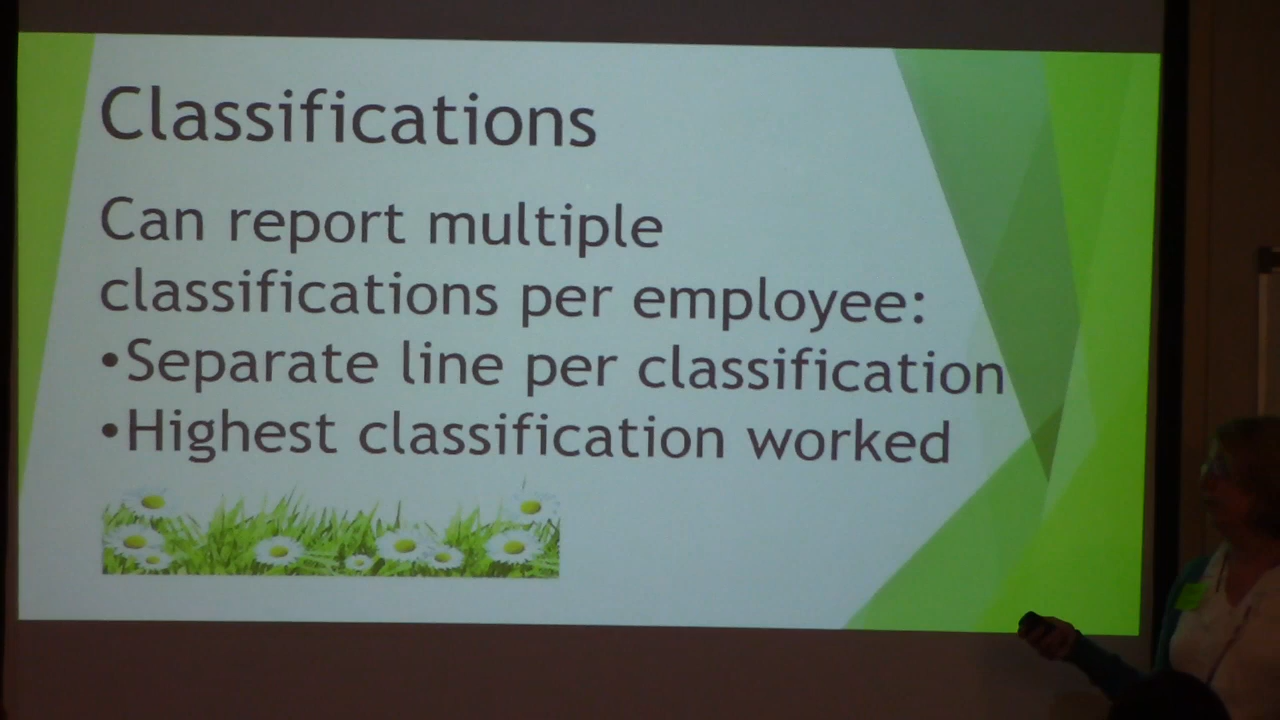 Classifications
Can report multiple
classifications per employee:
•Separate line per classification
•Highest classification worked